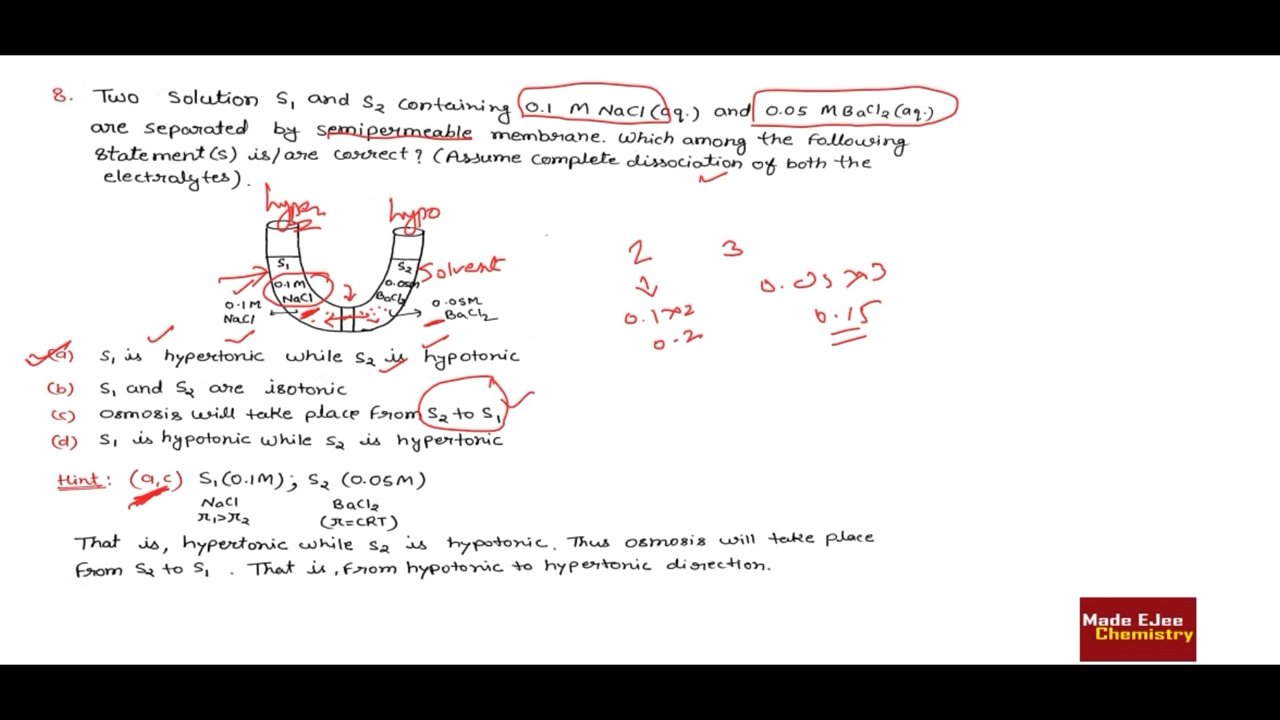 8. Two Solution S1 and S2 containing 0.1 M NaCl(aq.) and 0.05 M BaCl2(aq.)
are separated by semipermeable membrane. Which among the following
Statement(s) is/are correct? (Assume complete dissociation of both the
electralytes).
hyper
hypo
S1
0.1M
NaCl
S2
0.05M
BaCl2
Solvent
0.1M
NaCl
0.05M
BaCl2
2 3
0.1×2
0.2
0.05×3
0.15
(a) S1 is hypertonic while S2 is hypotonic
(b) S1 and S2 are isotonic
(c) Osmosis will take place from S2 to S1
(d) S1 is hypotonic while S2 is hypertonic
Hint: (a,c) S1(0.1M); S2 (0.05M)
NaCl BaCl2
π1>π2 (π=CRT)
That is, hypertonic while S2 is hypotonic. Thus osmosis will take place
from S2 to S1. That is, from hypotonic to hypertonic direction.
Made EJee
Chemistry